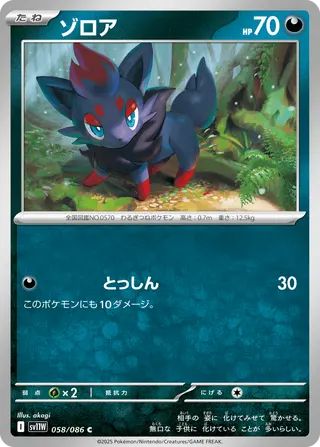 たね
ゾロア
HP70
全国図鑑NO.0570 わるぎつねポケモン 高さ：0.7m 重さ：12.5kg
とっしん 30
このポケモンにも10ダメージ。
弱点 ×2 抵抗力 にげる
相手の 姿に 化けてみせて 驚かせる。
無口な 子供に 化けていることが 多い。
Illus. okagi
I sv11W 058/086 C
©2025 Pokémon/Nintendo/Creatures/GAME FREAK.